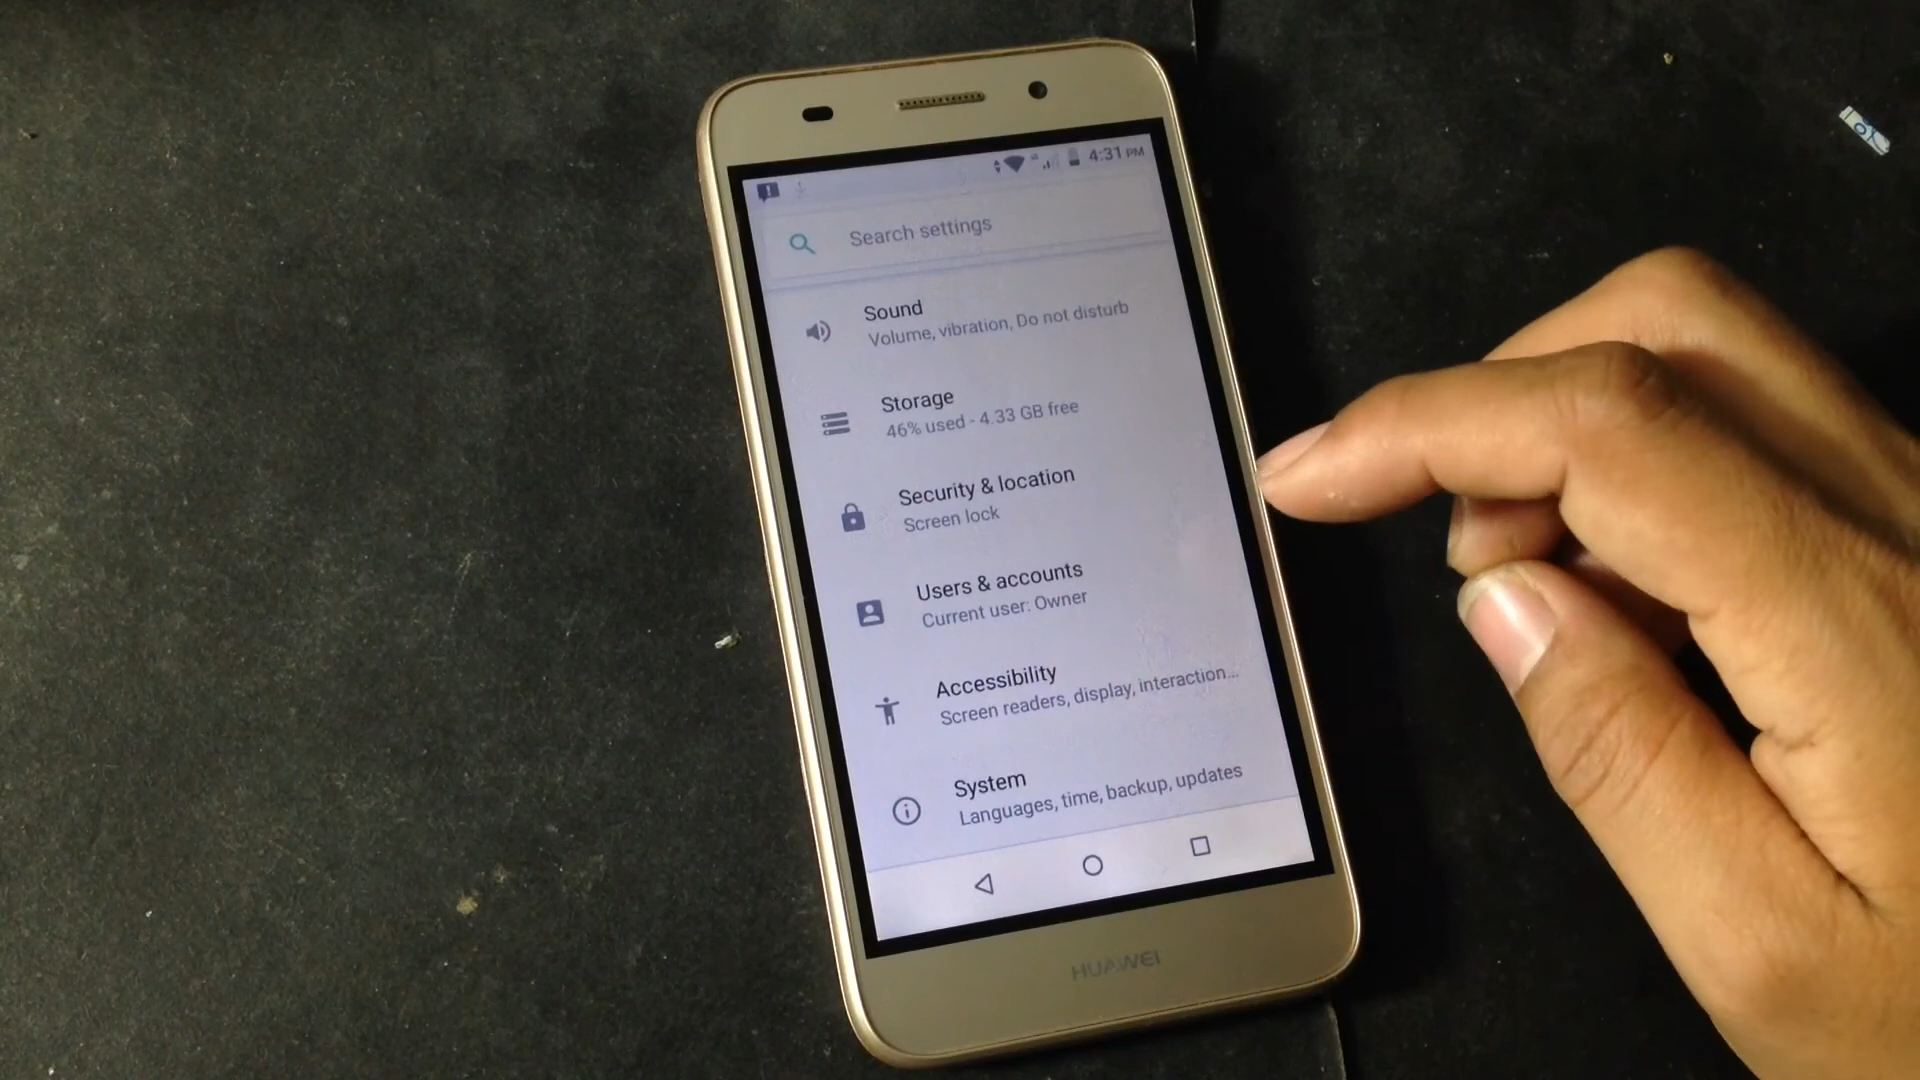 4:31 PM
Search settings
Sound
Volume, vibration, Do not disturb
Storage
46% used - 4.33 GB free
Security & location
Screen lock
Users & accounts
Current user: Owner
Accessibility
Screen readers, display, interaction...
System
Languages, time, backup, updates
HUAWEI